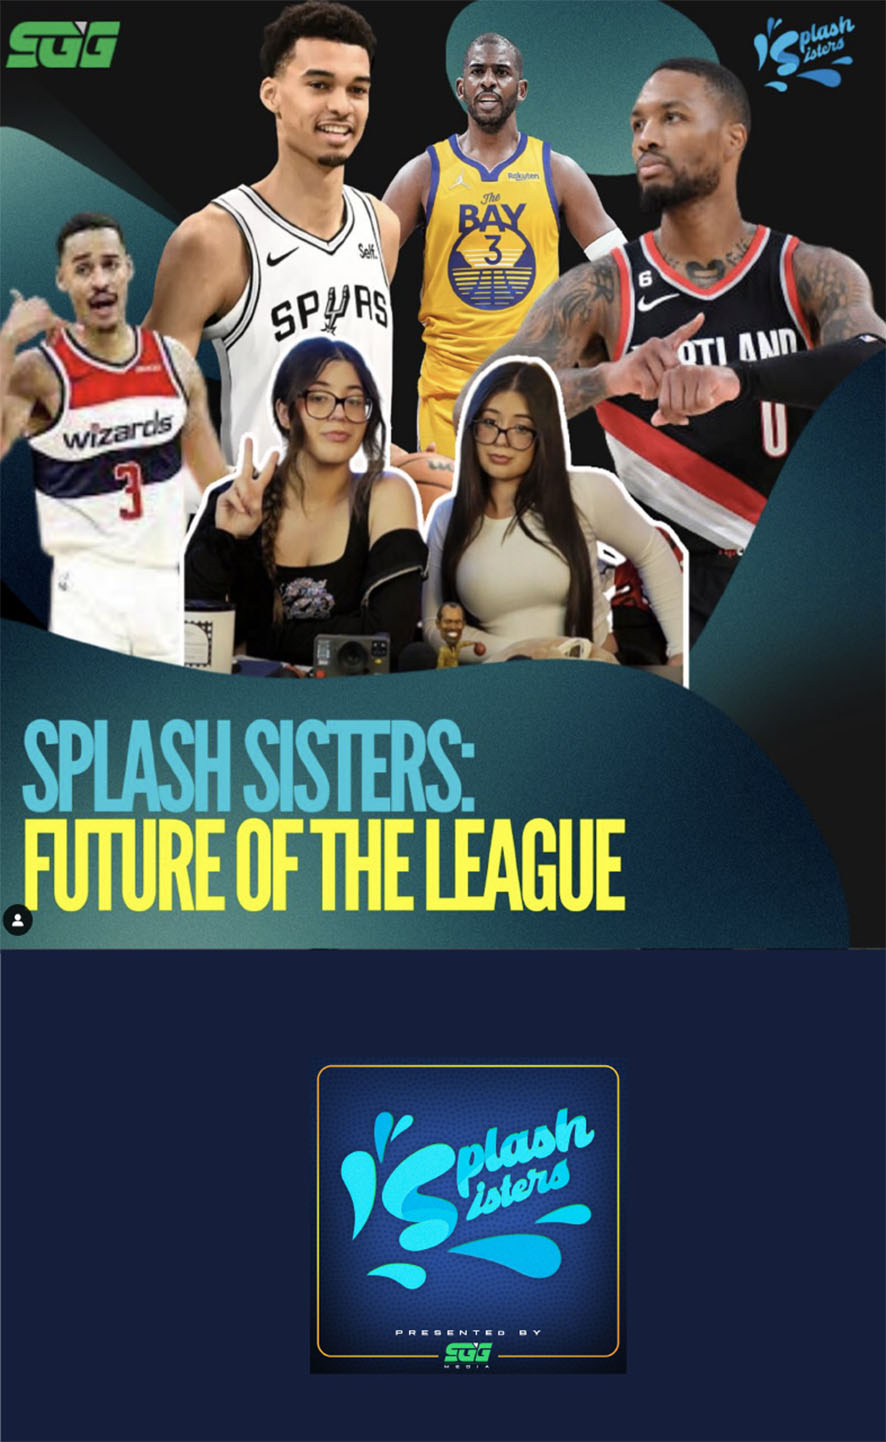 SGG
Splash
Sisters
Rakuten
The
BAY
3
Self.
SPURS
6
PORTLAND
0
wizards
3
SPLASH SISTERS:
FUTURE OF THE LEAGUE
Splash
Sisters
PRESENTED BY
SGG
MEDIA